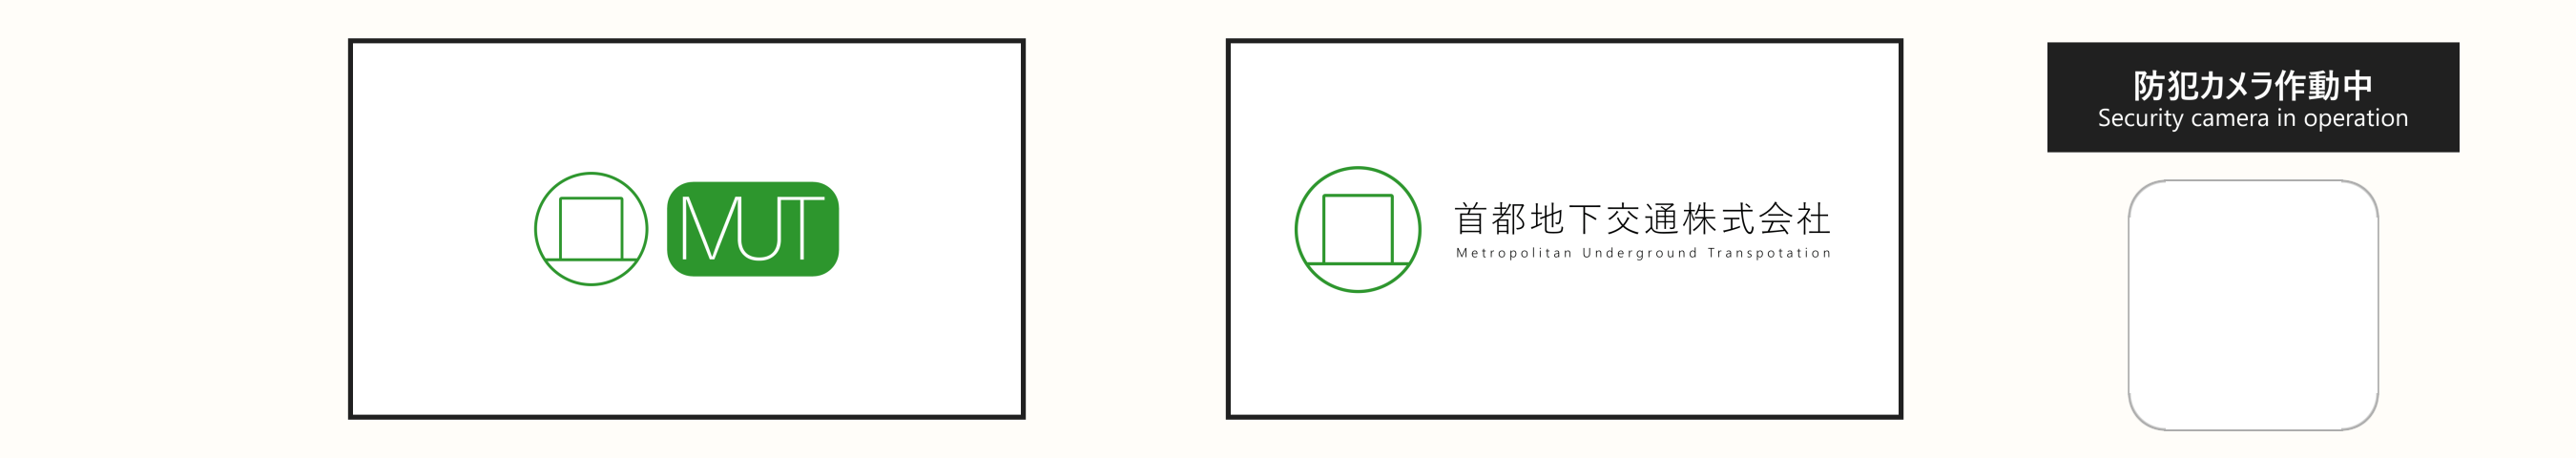 MUT
首都地下交通株式会社
Metropolitan Underground Transpotation
防犯カメラ作動中
Security camera in operation